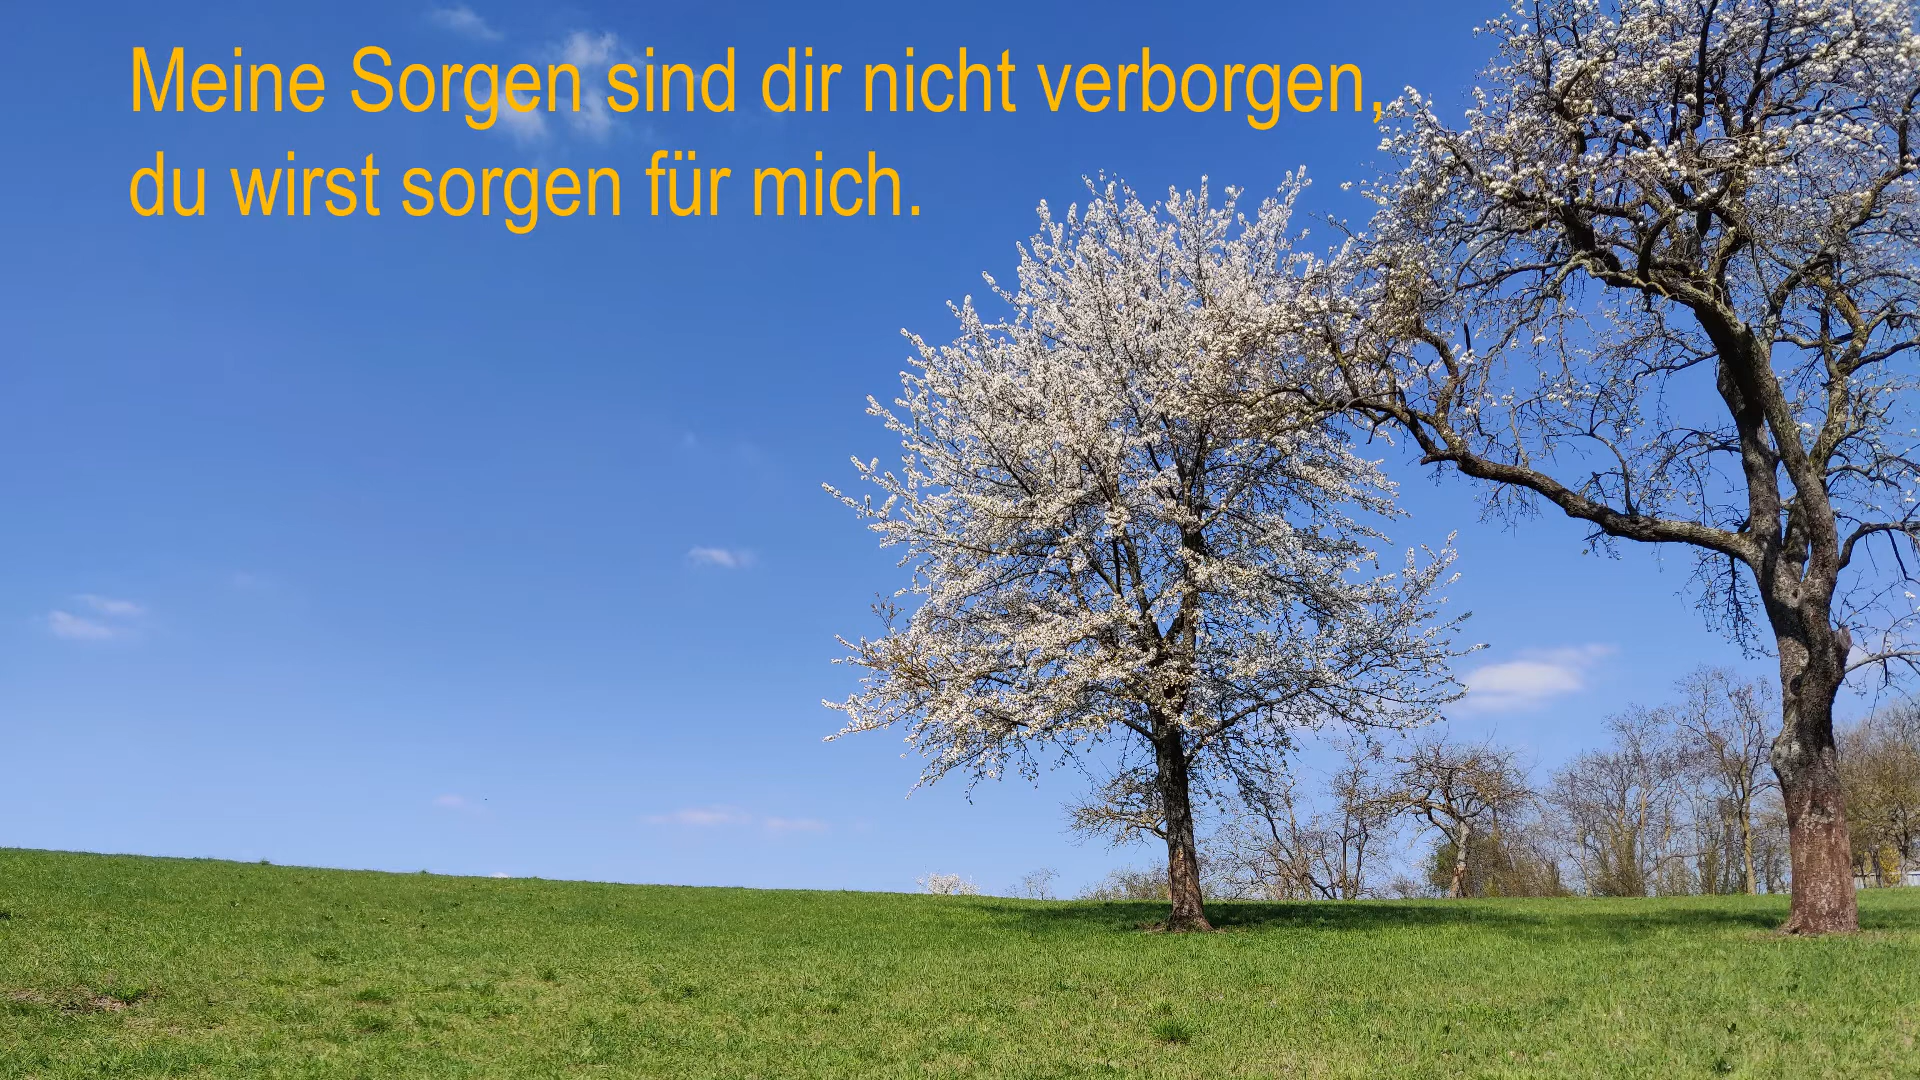 Meine Sorgen sind dir nicht verborgen,
du wirst sorgen für mich.